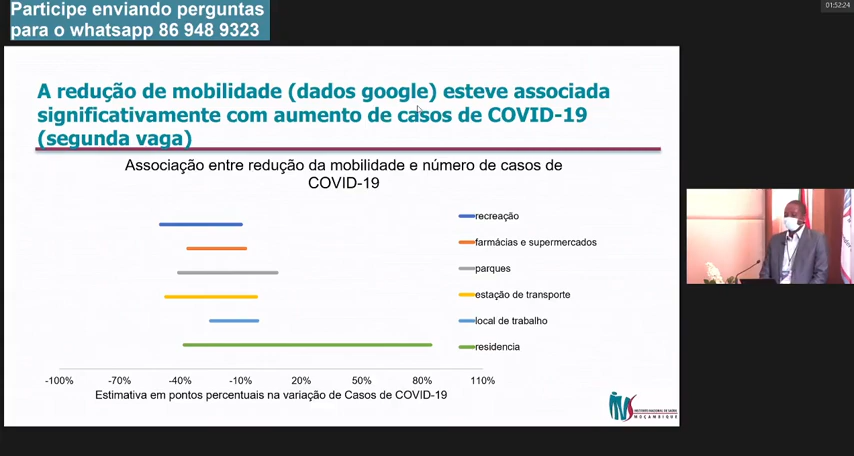 Participe enviando perguntas
para o whatsapp 86 948 9323
01:52:24
A redução de mobilidade (dados google) esteve associada
significativamente com aumento de casos de COVID-19
(segunda vaga)
Associação entre redução da mobilidade e número de casos de
COVID-19
recreação
farmácias e supermercados
parques
estação de transporte
local de trabalho
residencia
-100% -70% -40% -10% 20% 50% 80% 110%
Estimativa em pontos percentuais na variação de Casos de COVID-19
INS
INSTITUTO NACIONAL DE SAÚDE
MOÇAMBIQUE